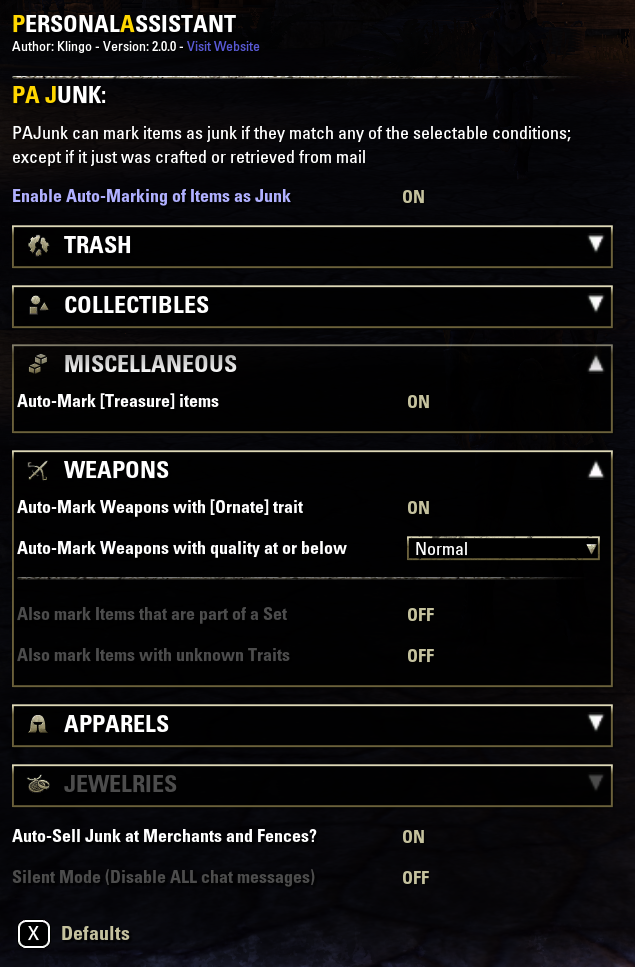 PERSONALASSISTANT
Author: Klingo - Version: 2.0.0 - Visit Website
PA JUNK:
PAJunk can mark items as junk if they match any of the selectable conditions;
except if it just was crafted or retrieved from mail
Enable Auto-Marking of Items as Junk ON
TRASH
COLLECTIBLES
MISCELLANEOUS
Auto-Mark [Treasure] items ON
WEAPONS
Auto-Mark Weapons with [Ornate] trait ON
Auto-Mark Weapons with quality at or below Normal
Also mark Items that are part of a Set OFF
Also mark Items with unknown Traits OFF
APPARELS
JEWELRIES
Auto-Sell Junk at Merchants and Fences? ON
Silent Mode (Disable ALL chat messages) OFF
X Defaults